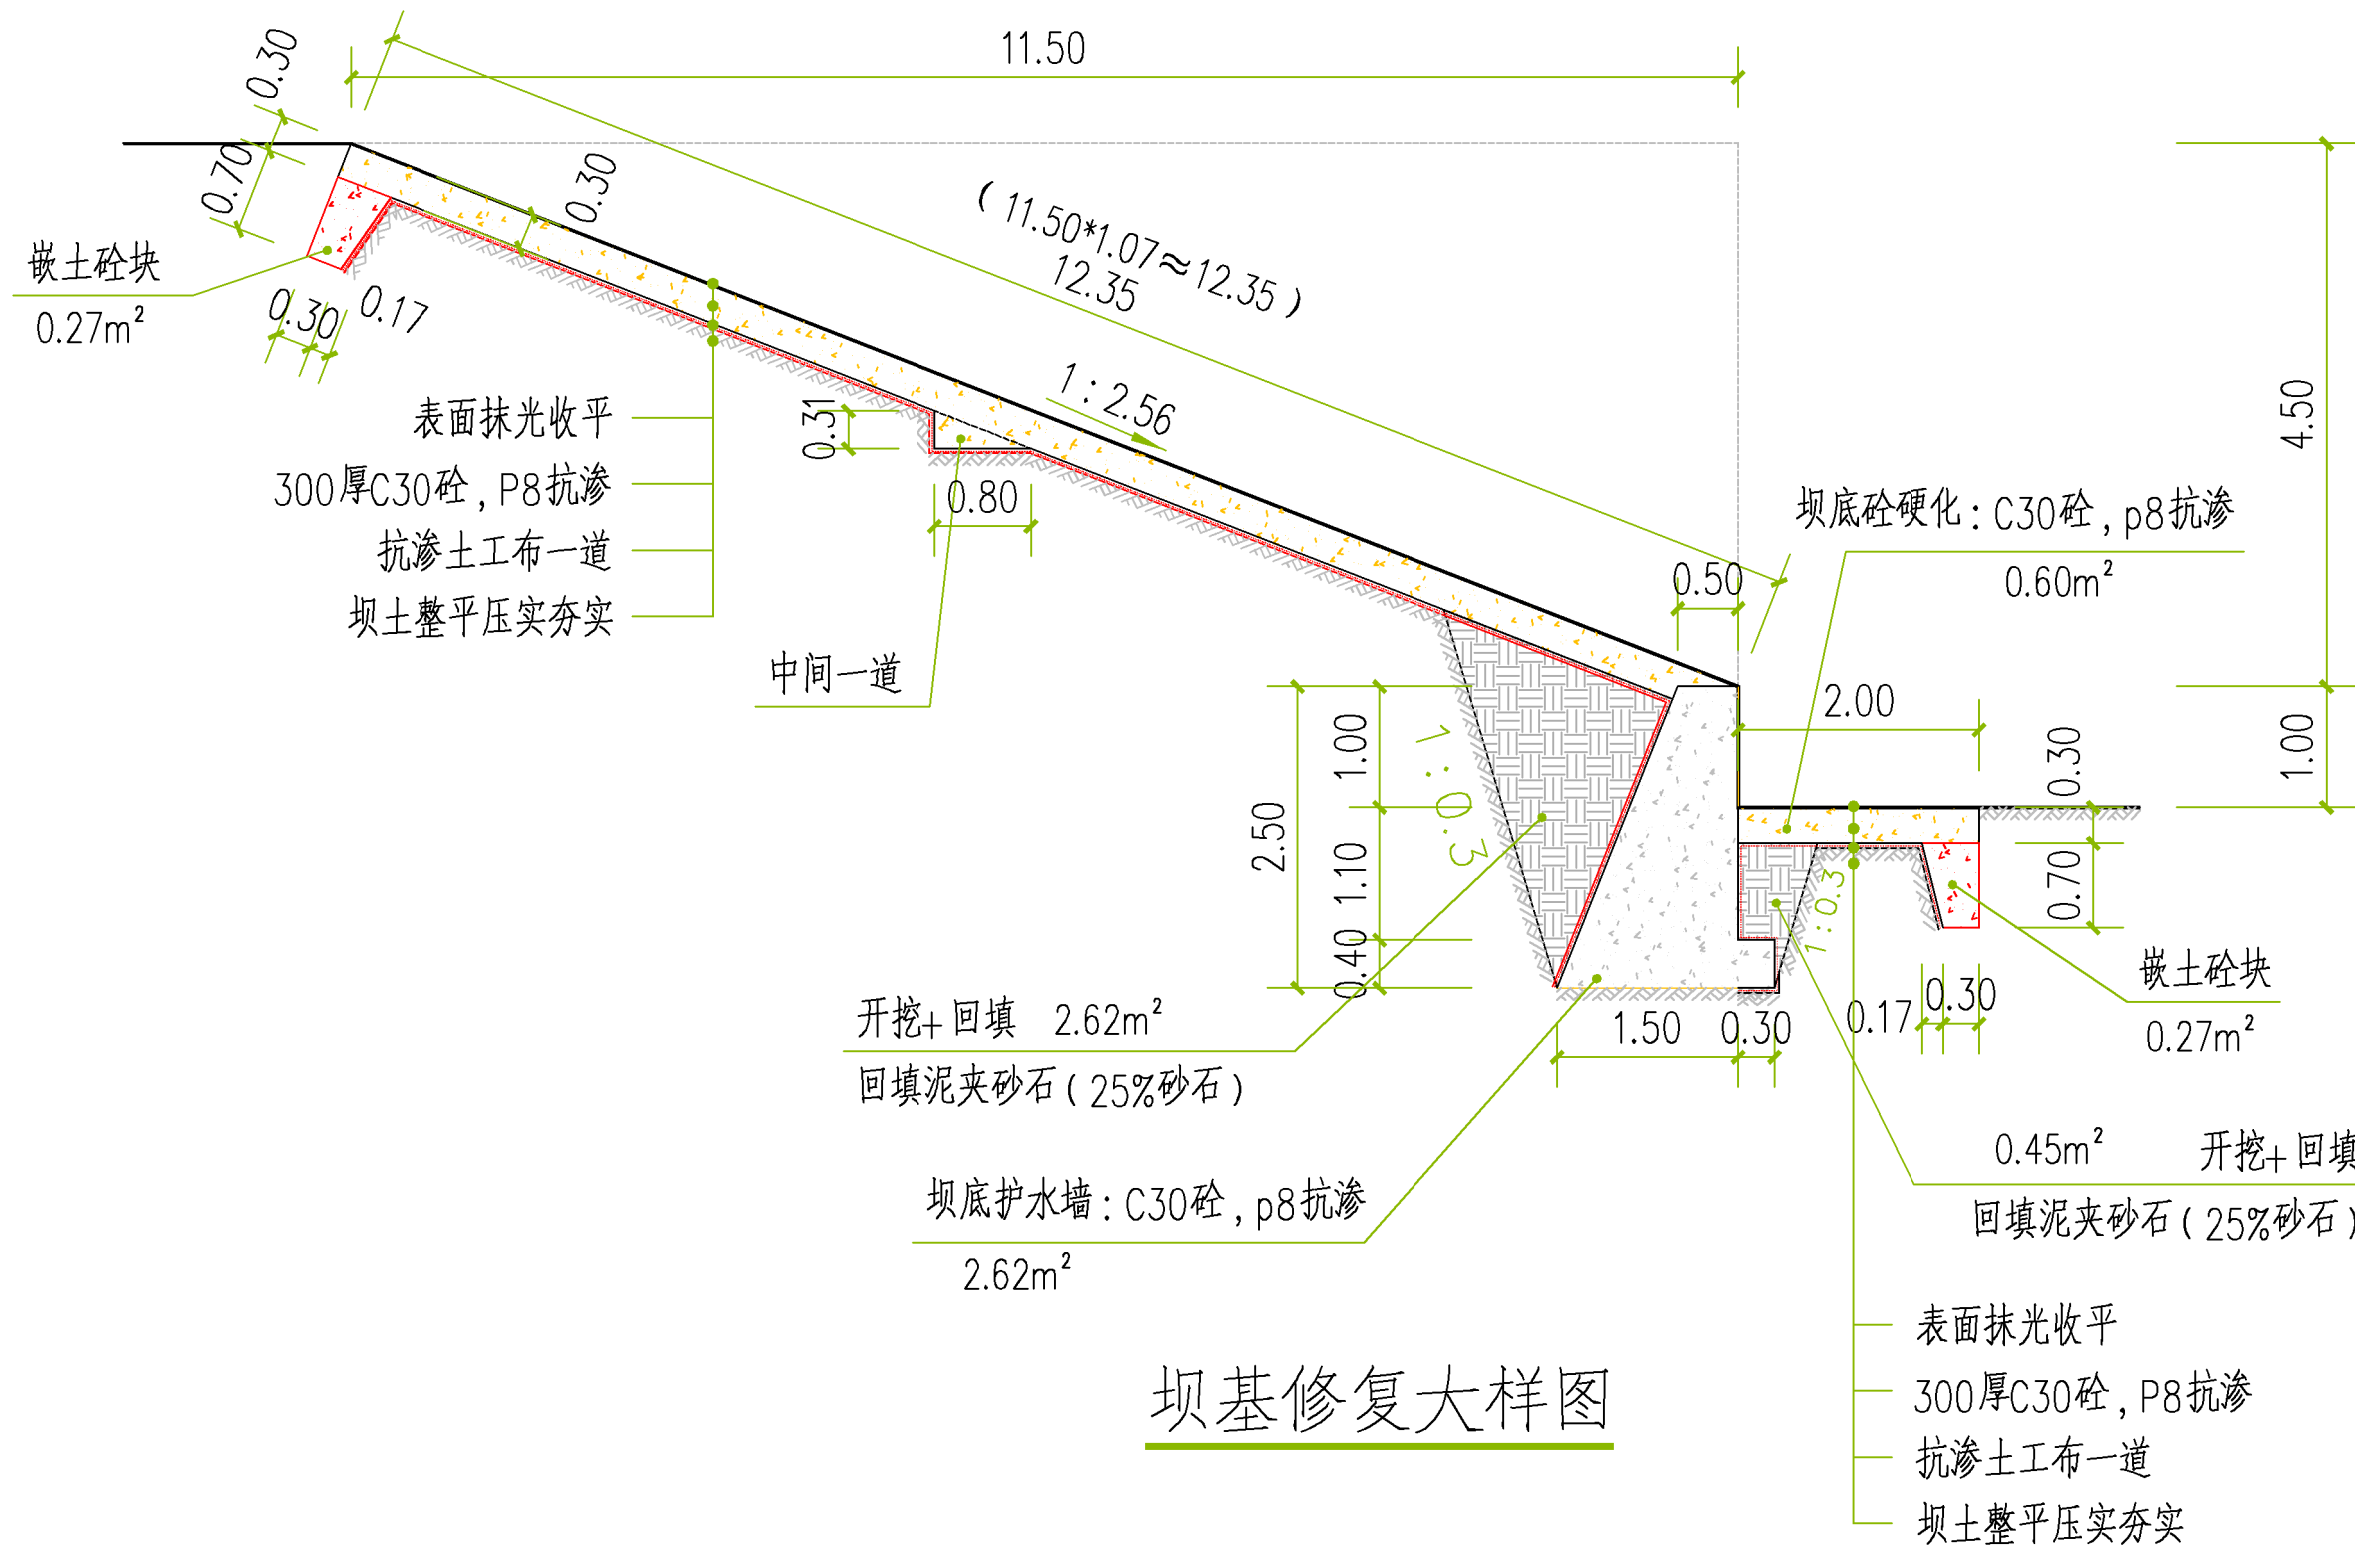 11.50
0.30
0.70
0.30
(11.50*1.07≈12.35)
12.35
嵌土砼块
0.27m²
0.30
0.17
1:2.56
表面抹光收平
300厚C30砼,P8抗渗
抗渗土工布一道
坝土整平压实夯实
0.31
0.80
中间一道
4.50
坝底砼硬化:C30砼,p8抗渗
0.60m²
0.50
2.00
1.00
0.30
0.70
2.50
1.00
1.10
0.40
1:0.3
1:0.3
嵌土砼块
0.27m²
0.17
0.30
1.50
0.30
开挖+回填 2.62m²
回填泥夹砂石(25%砂石)
0.45m² 开挖+回填
回填泥夹砂石(25%砂石)
坝底护水墙:C30砼,p8抗渗
2.62m²
表面抹光收平
300厚C30砼,P8抗渗
抗渗土工布一道
坝土整平压实夯实
坝基修复大样图